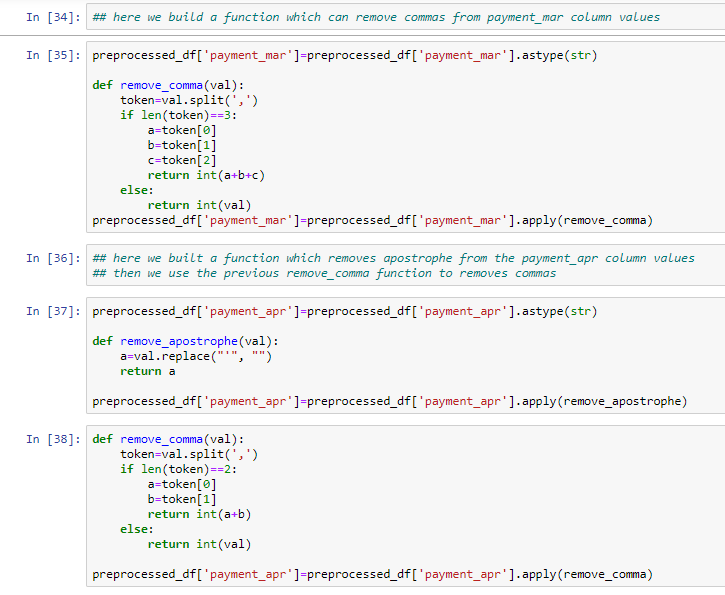 In [34]: ## here we build a function which can remove commas from payment_mar column values
In [35]: preprocessed_df['payment_mar']=preprocessed_df['payment_mar'].astype(str)
def remove_comma(val):
    token=val.split(',')
    if len(token)==3:
        a=token[0]
        b=token[1]
        c=token[2]
        return int(a+b+c)
    else:
        return int(val)
preprocessed_df['payment_mar']=preprocessed_df['payment_mar'].apply(remove_comma)
In [36]: ## here we built a function which removes apostrophe from the payment_apr column values
## then we use the previous remove_comma function to removes commas
In [37]: preprocessed_df['payment_apr']=preprocessed_df['payment_apr'].astype(str)
def remove_apostrophe(val):
    a=val.replace("'", "")
    return a
preprocessed_df['payment_apr']=preprocessed_df['payment_apr'].apply(remove_apostrophe)
In [38]: def remove_comma(val):
    token=val.split(',')
    if len(token)==2:
        a=token[0]
        b=token[1]
        return int(a+b)
    else:
        return int(val)
preprocessed_df['payment_apr']=preprocessed_df['payment_apr'].apply(remove_comma)